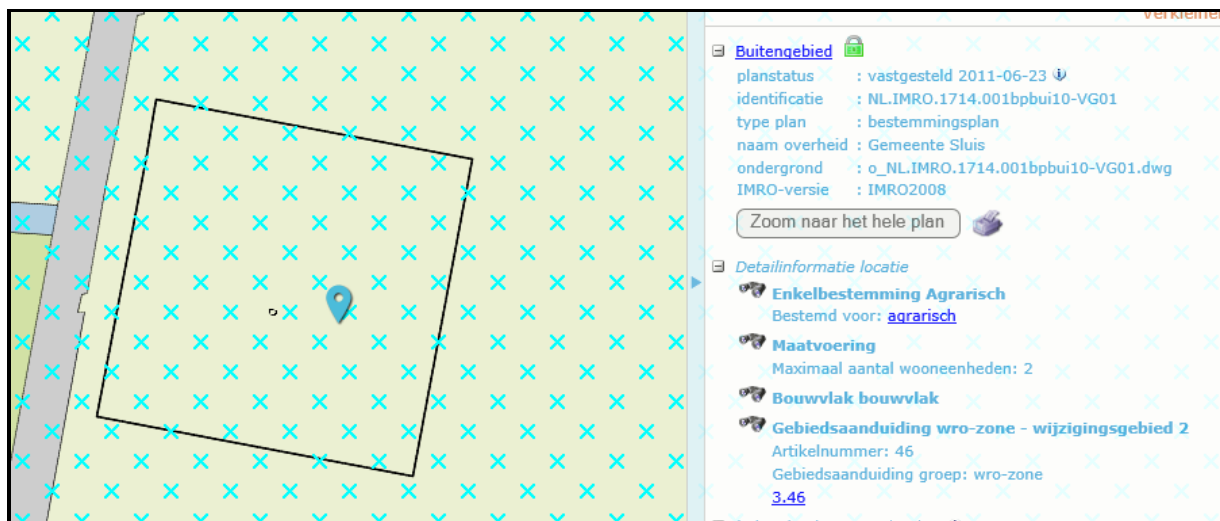 Verkleinen
Buitengebied
planstatus : vastgesteld 2011-06-23
identificatie : NL.IMRO.1714.001bpbui10-VG01
type plan : bestemmingsplan
naam overheid : Gemeente Sluis
ondergrond : o_NL.IMRO.1714.001bpbui10-VG01.dwg
IMRO-versie : IMRO2008
Zoom naar het hele plan
Detailinformatie locatie
Enkelbestemming Agrarisch
Bestemd voor: agrarisch
Maatvoering
Maximaal aantal wooneenheden: 2
Bouwvlak bouwvlak
Gebiedsaanduiding wro-zone - wijzigingsgebied 2
Artikelnummer: 46
Gebiedsaanduiding groep: wro-zone
3.46